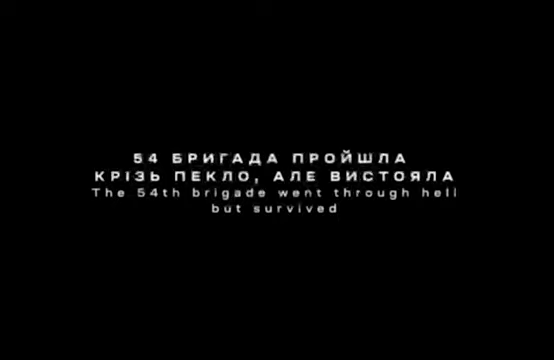 54 БРИГАДА ПРОЙШЛА
КРІЗЬ ПЕКЛО, АЛЕ ВИСТОЯЛА
The 54th brigade went through hell
but survived